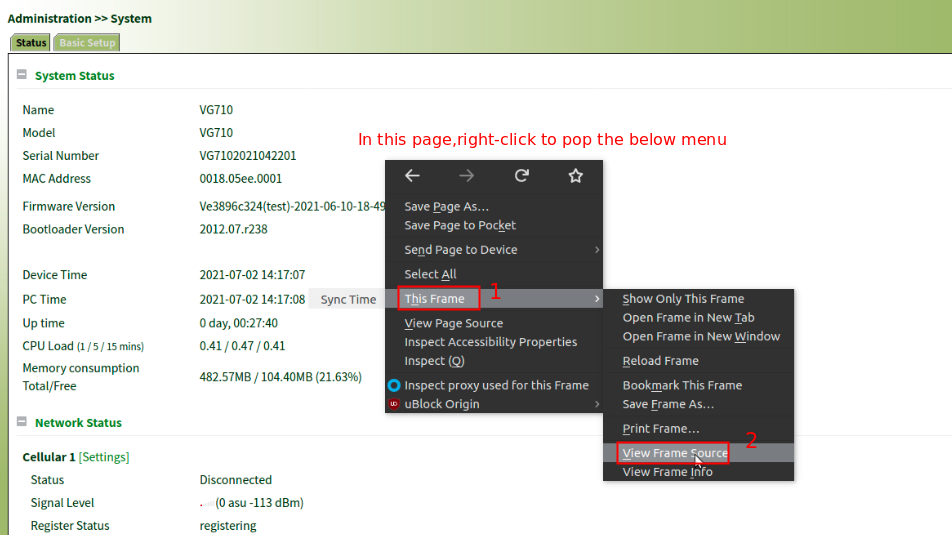 Administration >> System
Status Basic Setup
System Status
Name VG710
Model VG710
In this page,right-click to pop the below menu
Serial Number VG7102021042201
MAC Address 0018.05ee.0001
Firmware Version Ve3896c324(test)-2021-06-10-18-49
Bootloader Version 2012.07.r238
Device Time 2021-07-02 14:17:07
PC Time 2021-07-02 14:17:08 Sync Time
Up time 0 day, 00:27:40
CPU Load (1 / 5 / 15 mins) 0.41 / 0.47 / 0.41
Memory consumption
Total/Free 482.57MB / 104.40MB (21.63%)
Save Page As...
Save Page to Pocket
Send Page to Device
Select All
This Frame 1
View Page Source
Inspect Accessibility Properties
Inspect (Q)
Inspect proxy used for this Frame
uBlock Origin
Show Only This Frame
Open Frame in New Tab
Open Frame in New Window
Reload Frame
Bookmark This Frame
Save Frame As...
Print Frame...
2
View Frame Source
View Frame Info
Network Status
Cellular 1 [Settings]
Status Disconnected
Signal Level (0 asu -113 dBm)
Register Status registering